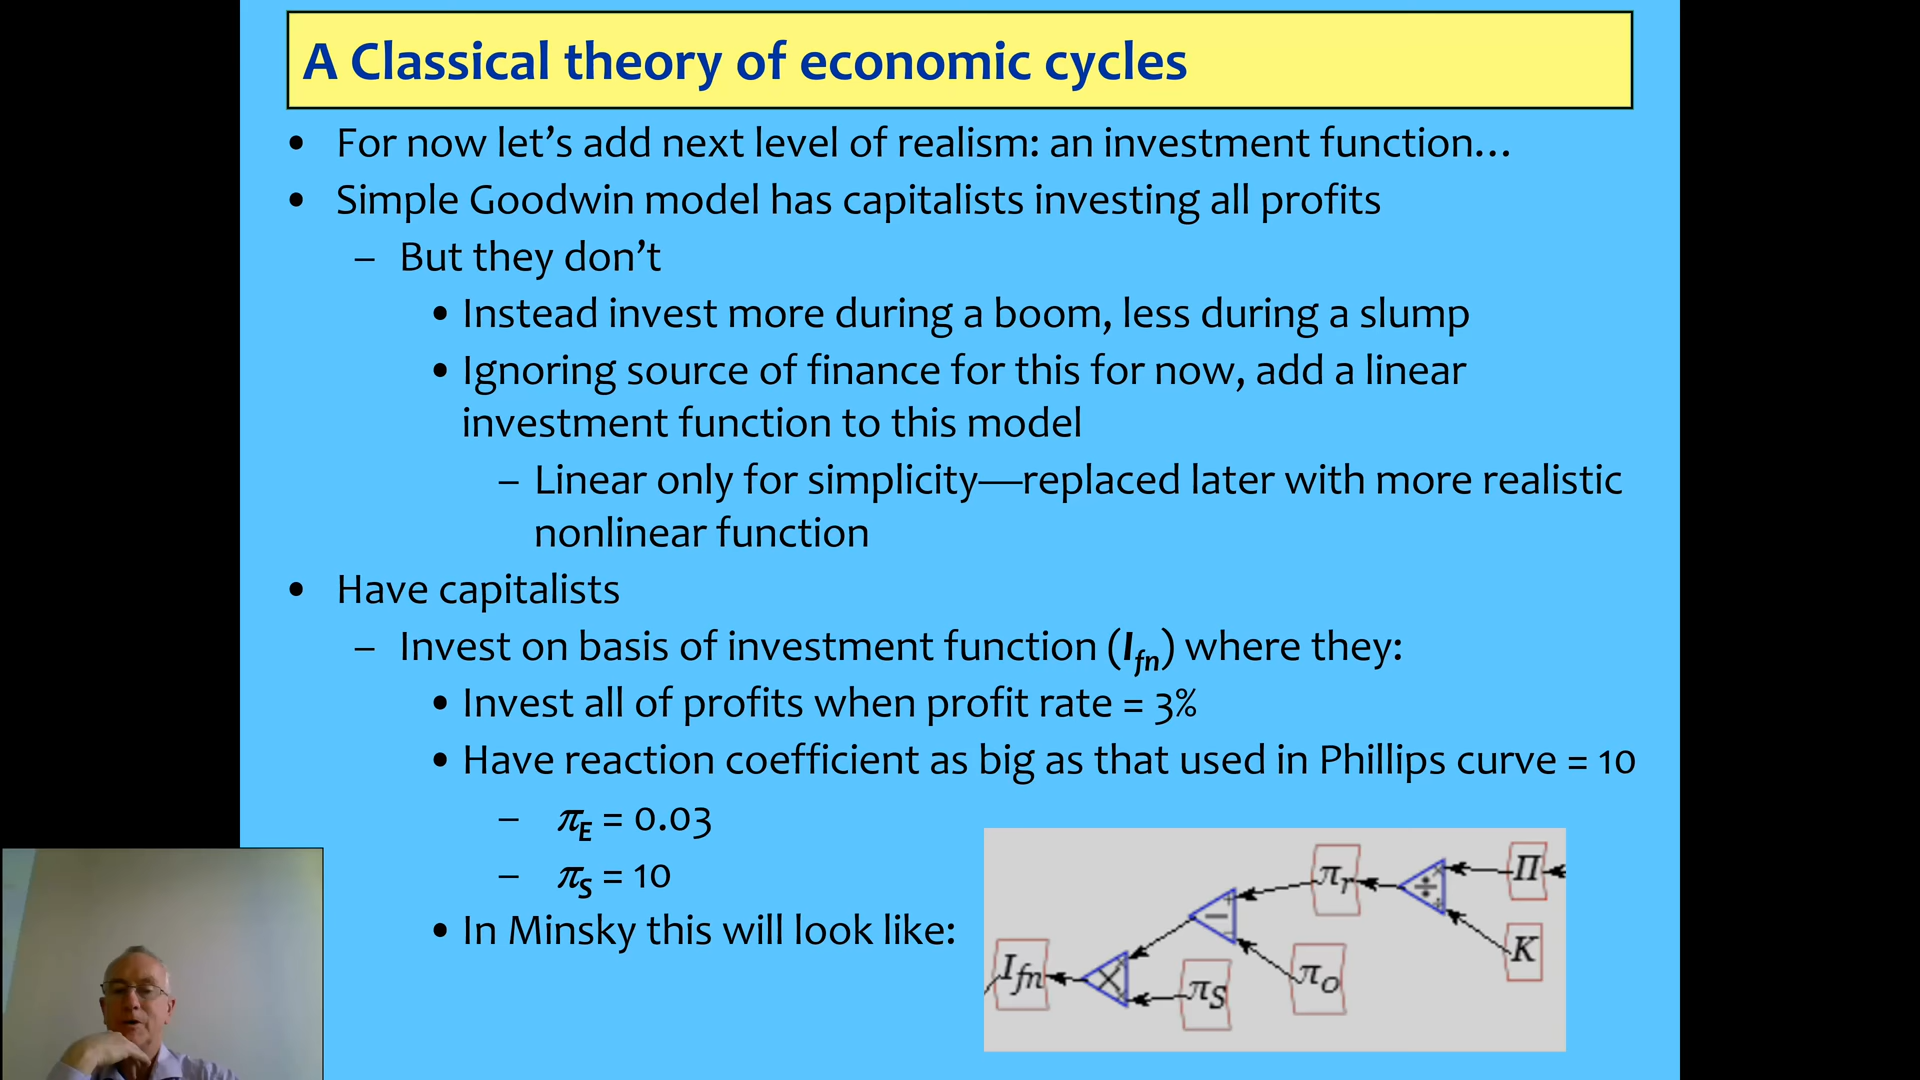 A Classical theory of economic cycles
• For now let’s add next level of realism: an investment function…
• Simple Goodwin model has capitalists investing all profits
– But they don’t
• Instead invest more during a boom, less during a slump
• Ignoring source of finance for this for now, add a linear
investment function to this model
– Linear only for simplicity—replaced later with more realistic
nonlinear function
• Have capitalists
– Invest on basis of investment function (I_fn) where they:
• Invest all of profits when profit rate = 3%
• Have reaction coefficient as big as that used in Phillips curve = 10
– π_E = 0.03
– π_S = 10
• In Minsky this will look like:
π_r ÷ Π
−
I_fn × π_S π_o K